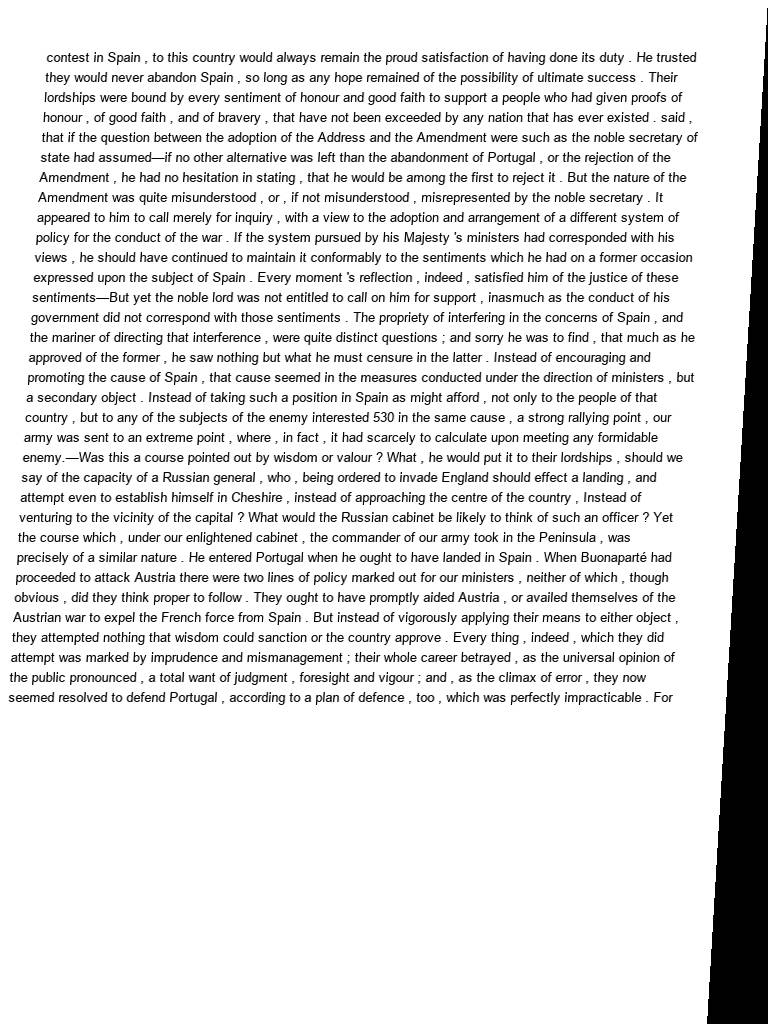 contest in Spain , to this country would always remain the proud satisfaction of having done its duty . He trusted
they would never abandon Spain , so long as any hope remained of the possibility of ultimate success . Their
lordships were bound by every sentiment of honour and good faith to support a people who had given proofs of
honour , of good faith , and of bravery , that have not been exceeded by any nation that has ever existed . said ,
that if the question between the adoption of the Address and the Amendment were such as the noble secretary of
state had assumed—if no other alternative was left than the abandonment of Portugal , or the rejection of the
Amendment , he had no hesitation in stating , that he would be among the first to reject it . But the nature of the
Amendment was quite misunderstood , or , if not misunderstood , misrepresented by the noble secretary . It
appeared to him to call merely for inquiry , with a view to the adoption and arrangement of a different system of
policy for the conduct of the war . If the system pursued by his Majesty 's ministers had corresponded with his
views , he should have continued to maintain it conformably to the sentiments which he had on a former occasion
expressed upon the subject of Spain . Every moment 's reflection , indeed , satisfied him of the justice of these
sentiments—But yet the noble lord was not entitled to call on him for support , inasmuch as the conduct of his
government did not correspond with those sentiments . The propriety of interfering in the concerns of Spain , and
the mariner of directing that interference , were quite distinct questions ; and sorry he was to find , that much as he
approved of the former , he saw nothing but what he must censure in the latter . Instead of encouraging and
promoting the cause of Spain , that cause seemed in the measures conducted under the direction of ministers , but
a secondary object . Instead of taking such a position in Spain as might afford , not only to the people of that
country , but to any of the subjects of the enemy interested 530 in the same cause , a strong rallying point , our
army was sent to an extreme point , where , in fact , it had scarcely to calculate upon meeting any formidable
enemy.—Was this a course pointed out by wisdom or valour ? What , he would put it to their lordships , should we
say of the capacity of a Russian general , who , being ordered to invade England should effect a landing , and
attempt even to establish himself in Cheshire , instead of approaching the centre of the country , Instead of
venturing to the vicinity of the capital ? What would the Russian cabinet be likely to think of such an officer ? Yet
the course which , under our enlightened cabinet , the commander of our army took in the Peninsula , was
precisely of a similar nature . He entered Portugal when he ought to have landed in Spain . When Buonaparté had
proceeded to attack Austria there were two lines of policy marked out for our ministers , neither of which , though
obvious , did they think proper to follow . They ought to have promptly aided Austria , or availed themselves of the
Austrian war to expel the French force from Spain . But instead of vigorously applying their means to either object ,
they attempted nothing that wisdom could sanction or the country approve . Every thing , indeed , which they did
attempt was marked by imprudence and mismanagement ; their whole career betrayed , as the universal opinion of
the public pronounced , a total want of judgment , foresight and vigour ; and , as the climax of error , they now
seemed resolved to defend Portugal , according to a plan of defence , too , which was perfectly impracticable . For